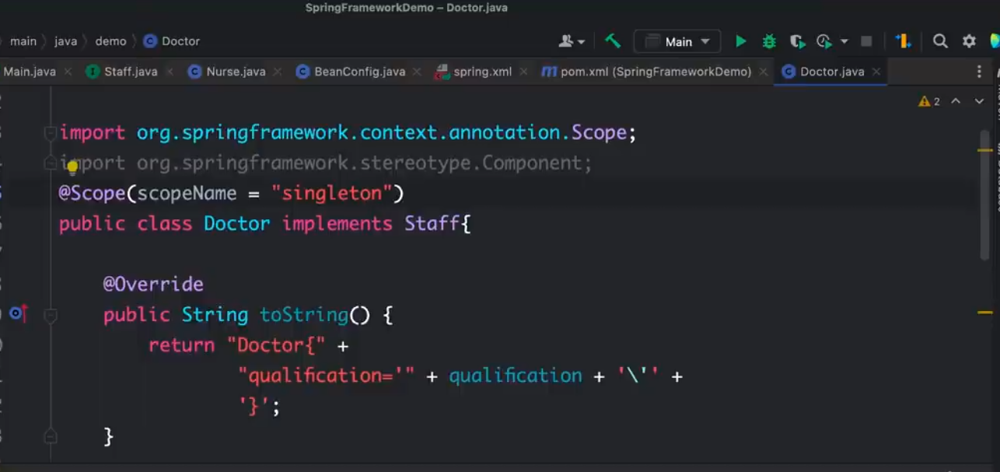 SpringFrameworkDemo – Doctor.java
main java demo Doctor
Main
Main.java Staff.java Nurse.java BeanConfig.java spring.xml pom.xml (SpringFrameworkDemo) Doctor.java
2
import org.springframework.context.annotation.Scope;
import org.springframework.stereotype.Component;
@Scope(scopeName = "singleton")
public class Doctor implements Staff{
@Override
public String toString() {
return "Doctor{" +
"qualification='" + qualification + '\'' +
'}';
}